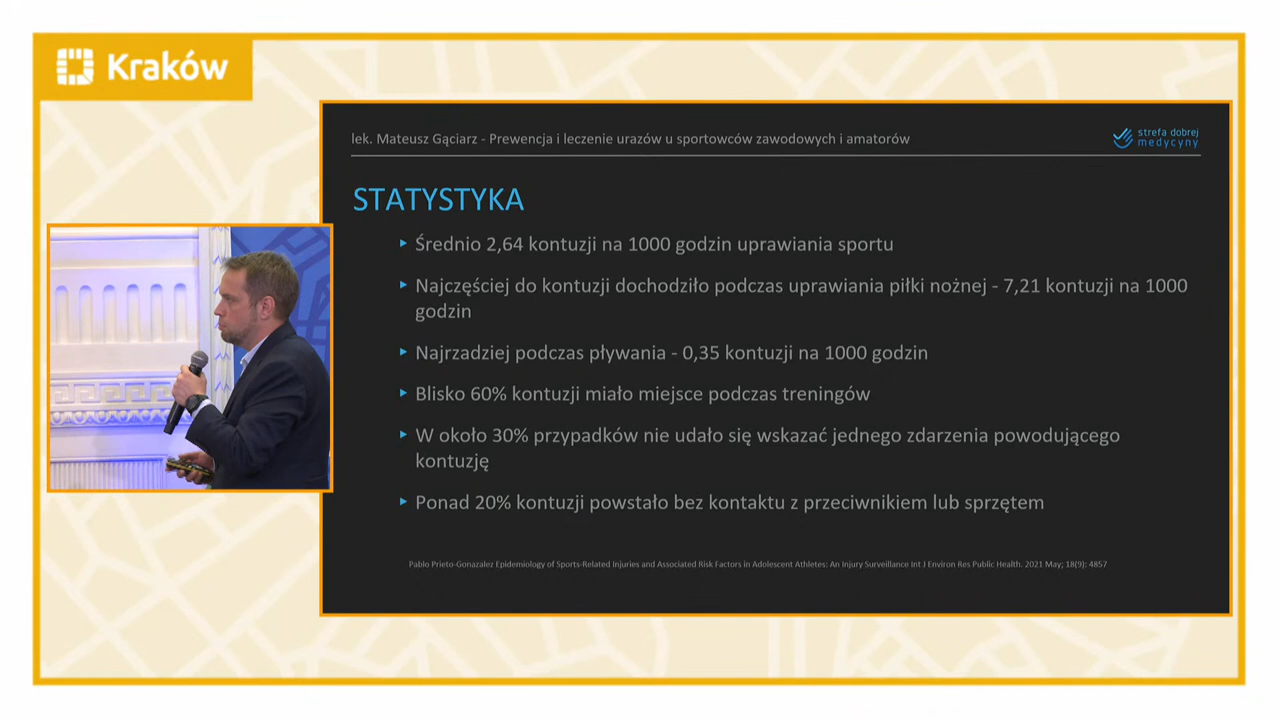 Kraków
lek. Mateusz Gąciarz - Prewencja i leczenie urazów u sportowców zawodowych i amatorów
strefa dobrej
medycyny
STATYSTYKA
Średnio 2,64 kontuzji na 1000 godzin uprawiania sportu
Najczęściej do kontuzji dochodziło podczas uprawiania piłki nożnej - 7,21 kontuzji na 1000
godzin
Najrzadziej podczas pływania - 0,35 kontuzji na 1000 godzin
Blisko 60% kontuzji miało miejsce podczas treningów
W około 30% przypadków nie udało się wskazać jednego zdarzenia powodującego
kontuzję
Ponad 20% kontuzji powstało bez kontaktu z przeciwnikiem lub sprzętem
Pablo Prieto-Gonazalez Epidemiology of Sports-Related Injuries and Associated Risk Factors in Adolescent Athletes: An Injury Surveillance Int J Environ Res Public Health. 2021 May; 18(9): 4857